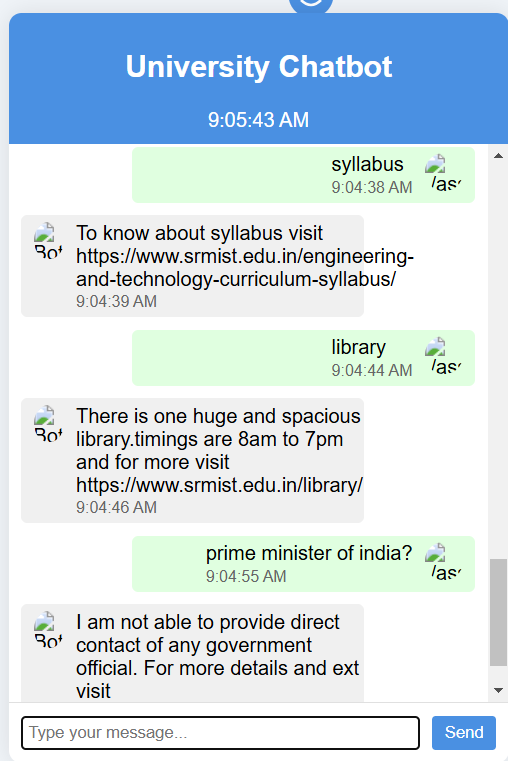 University Chatbot
9:05:43 AM
syllabus
9:04:38 AM
To know about syllabus visit
https://www.srmist.edu.in/engineering-
and-technology-curriculum-syllabus/
9:04:39 AM
library
9:04:44 AM
There is one huge and spacious
library.timings are 8am to 7pm
and for more visit
https://www.srmist.edu.in/library/
9:04:46 AM
prime minister of india?
9:04:55 AM
I am not able to provide direct
contact of any government
official. For more details and ext
visit
Type your message...
Send